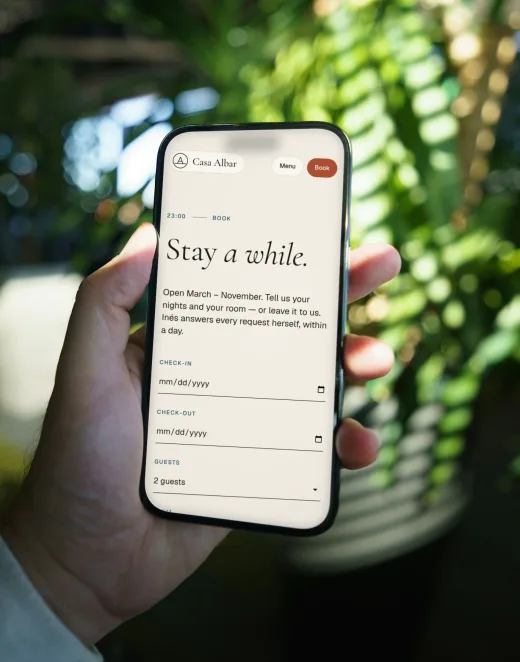 Casa Albar
Menu
Book
23:00 — BOOK
Stay a while.
Open March – November. Tell us your
nights and your room — or leave it to us.
Inés answers every request herself, within
a day.
CHECK-IN
mm/dd/yyyy
CHECK-OUT
mm/dd/yyyy
GUESTS
2 guests